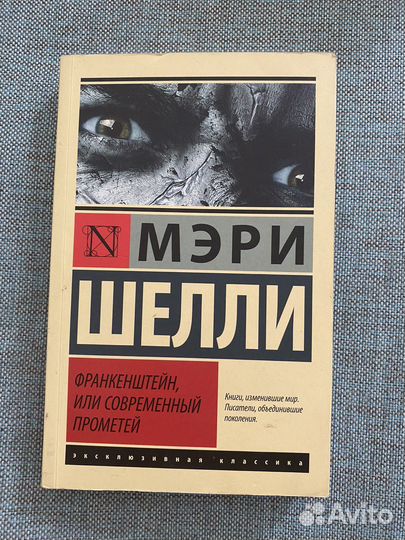 N МЭРИ
ШЕЛЛИ
ФРАНКЕНШТЕЙН,
ИЛИ СОВРЕМЕННЫЙ
ПРОМЕТЕЙ
Книги, изменившие мир.
Писатели, объединившие
поколения.
эксклюзивная классика
Avito